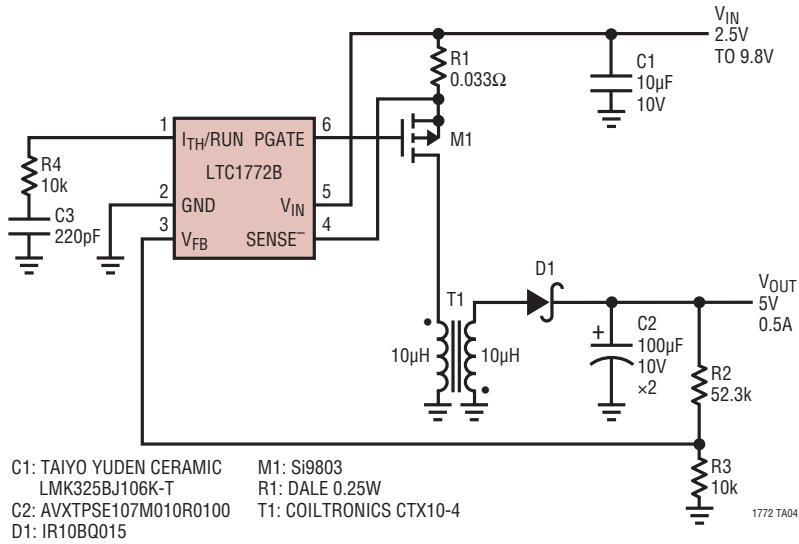 VIN
2.5V
TO 9.8V
R1
0.033Ω
C1
10µF
10V
1
6
ITH/RUN PGATE
M1
R4
10k
LTC1772B
2
5
GND
VIN
C3
220pF
3
4
VFB
SENSE–
D1
T1
VOUT
5V
0.5A
10µH
10µH
+
C2
100µF
10V
×2
R2
52.3k
R3
10k
C1: TAIYO YUDEN CERAMIC
LMK325BJ106K-T
C2: AVXTPSE107M010R0100
D1: IR10BQ015
M1: Si9803
R1: DALE 0.25W
T1: COILTRONICS CTX10-4
1772 TA04